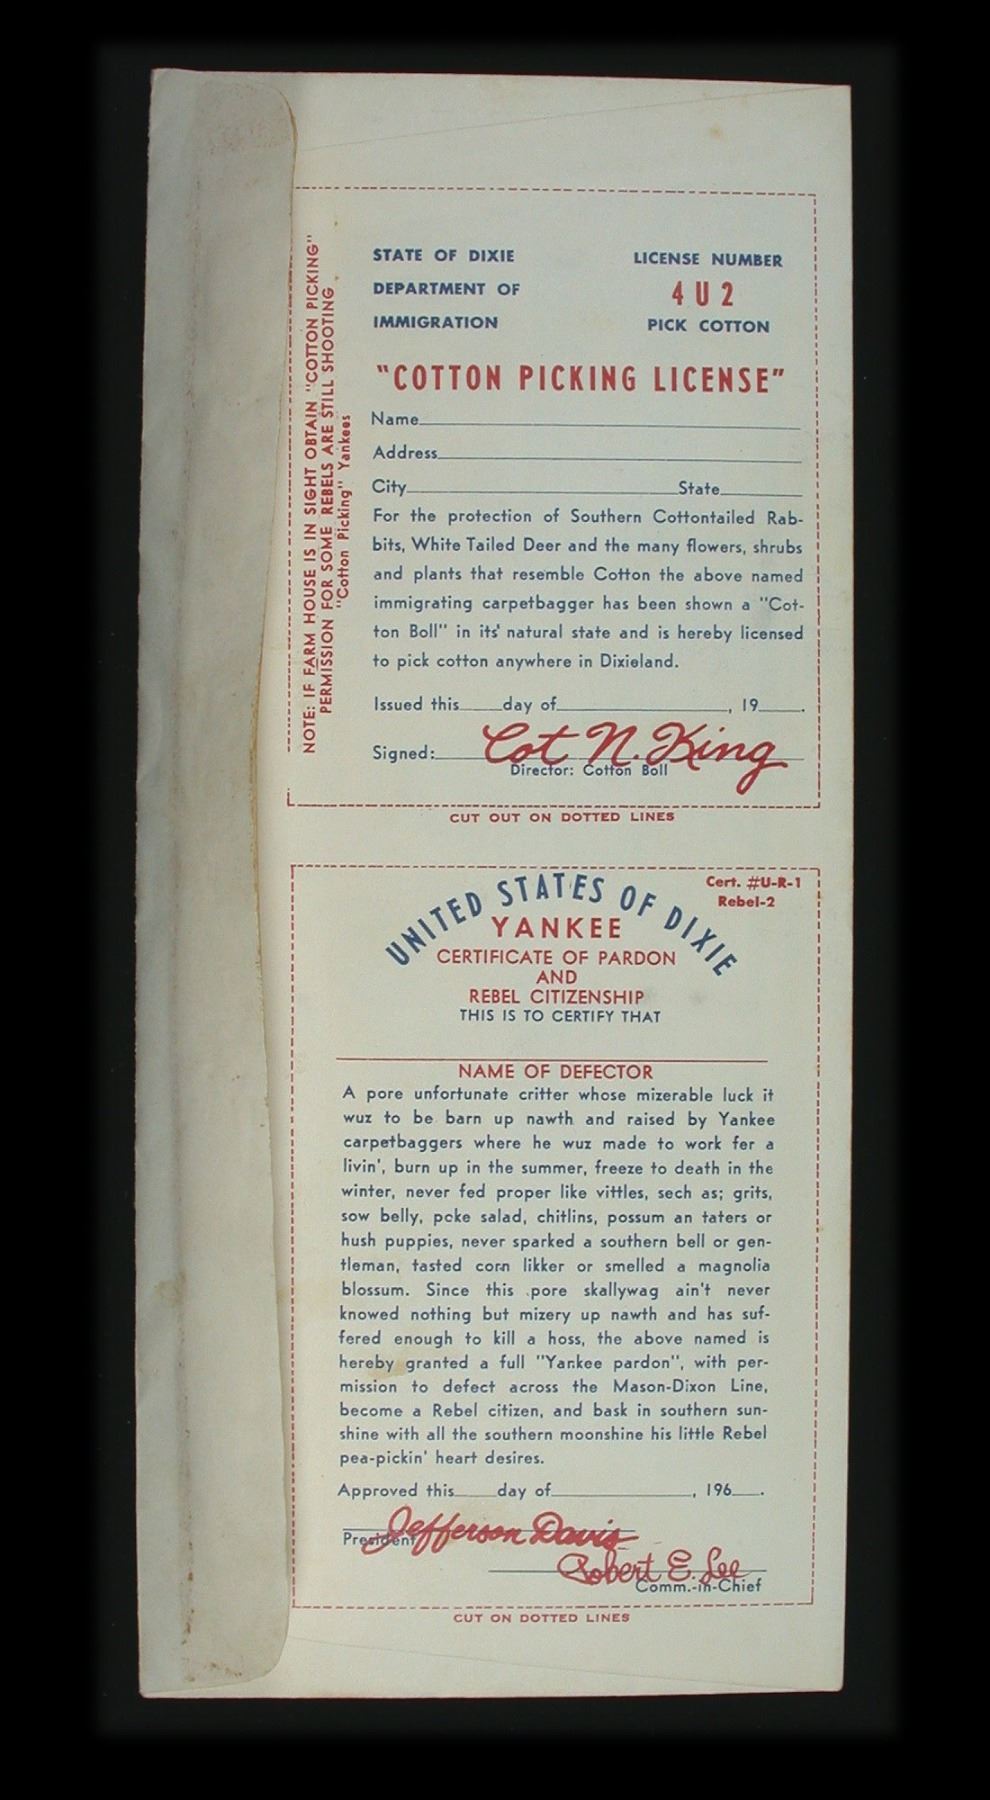 STATE OF DIXIE
DEPARTMENT OF
IMMIGRATION
LICENSE NUMBER
4 U 2
PICK COTTON
"COTTON PICKING LICENSE"
Name
Address
City State
For the protection of Southern Cottontailed Rab-
bits, White Tailed Deer and the many flowers, shrubs
and plants that resemble Cotton the above named
immigrating carpetbagger has been shown a "Cot-
ton Boll" in its' natural state and is hereby licensed
to pick cotton anywhere in Dixieland.
Issued this day of , 19 .
Signed: Cot N. King
Director: Cotton Boll
NOTE: IF FARM HOUSE IS IN SIGHT OBTAIN "COTTON PICKING"
PERMISSION FOR SOME REBELS ARE STILL SHOOTING
"Cotton Picking" Yankees
CUT OUT ON DOTTED LINES
Cert. #U-R-1
Rebel-2
UNITED STATES OF DIXIE
YANKEE
CERTIFICATE OF PARDON
AND
REBEL CITIZENSHIP
THIS IS TO CERTIFY THAT
NAME OF DEFECTOR
A pore unfortunate critter whose mizerable luck it
wuz to be barn up nawth and raised by Yankee
carpetbaggers where he wuz made to work fer a
livin', burn up in the summer, freeze to death in the
winter, never fed proper like vittles, sech as; grits,
sow belly, poke salad, chitlins, possum an taters or
hush puppies, never sparked a southern bell or gen-
tleman, tasted corn likker or smelled a magnolia
blossum. Since this pore skallywag ain't never
knowed nothing but mizery up nawth and has suf-
fered enough to kill a hoss, the above named is
hereby granted a full "Yankee pardon", with per-
mission to defect across the Mason-Dixon Line,
become a Rebel citizen, and bask in southern sun-
shine with all the southern moonshine his little Rebel
pea-pickin' heart desires.
Approved this day of , 196 .
Jefferson Davis
President
Robert E. Lee
Comm.-in-Chief
CUT ON DOTTED LINES